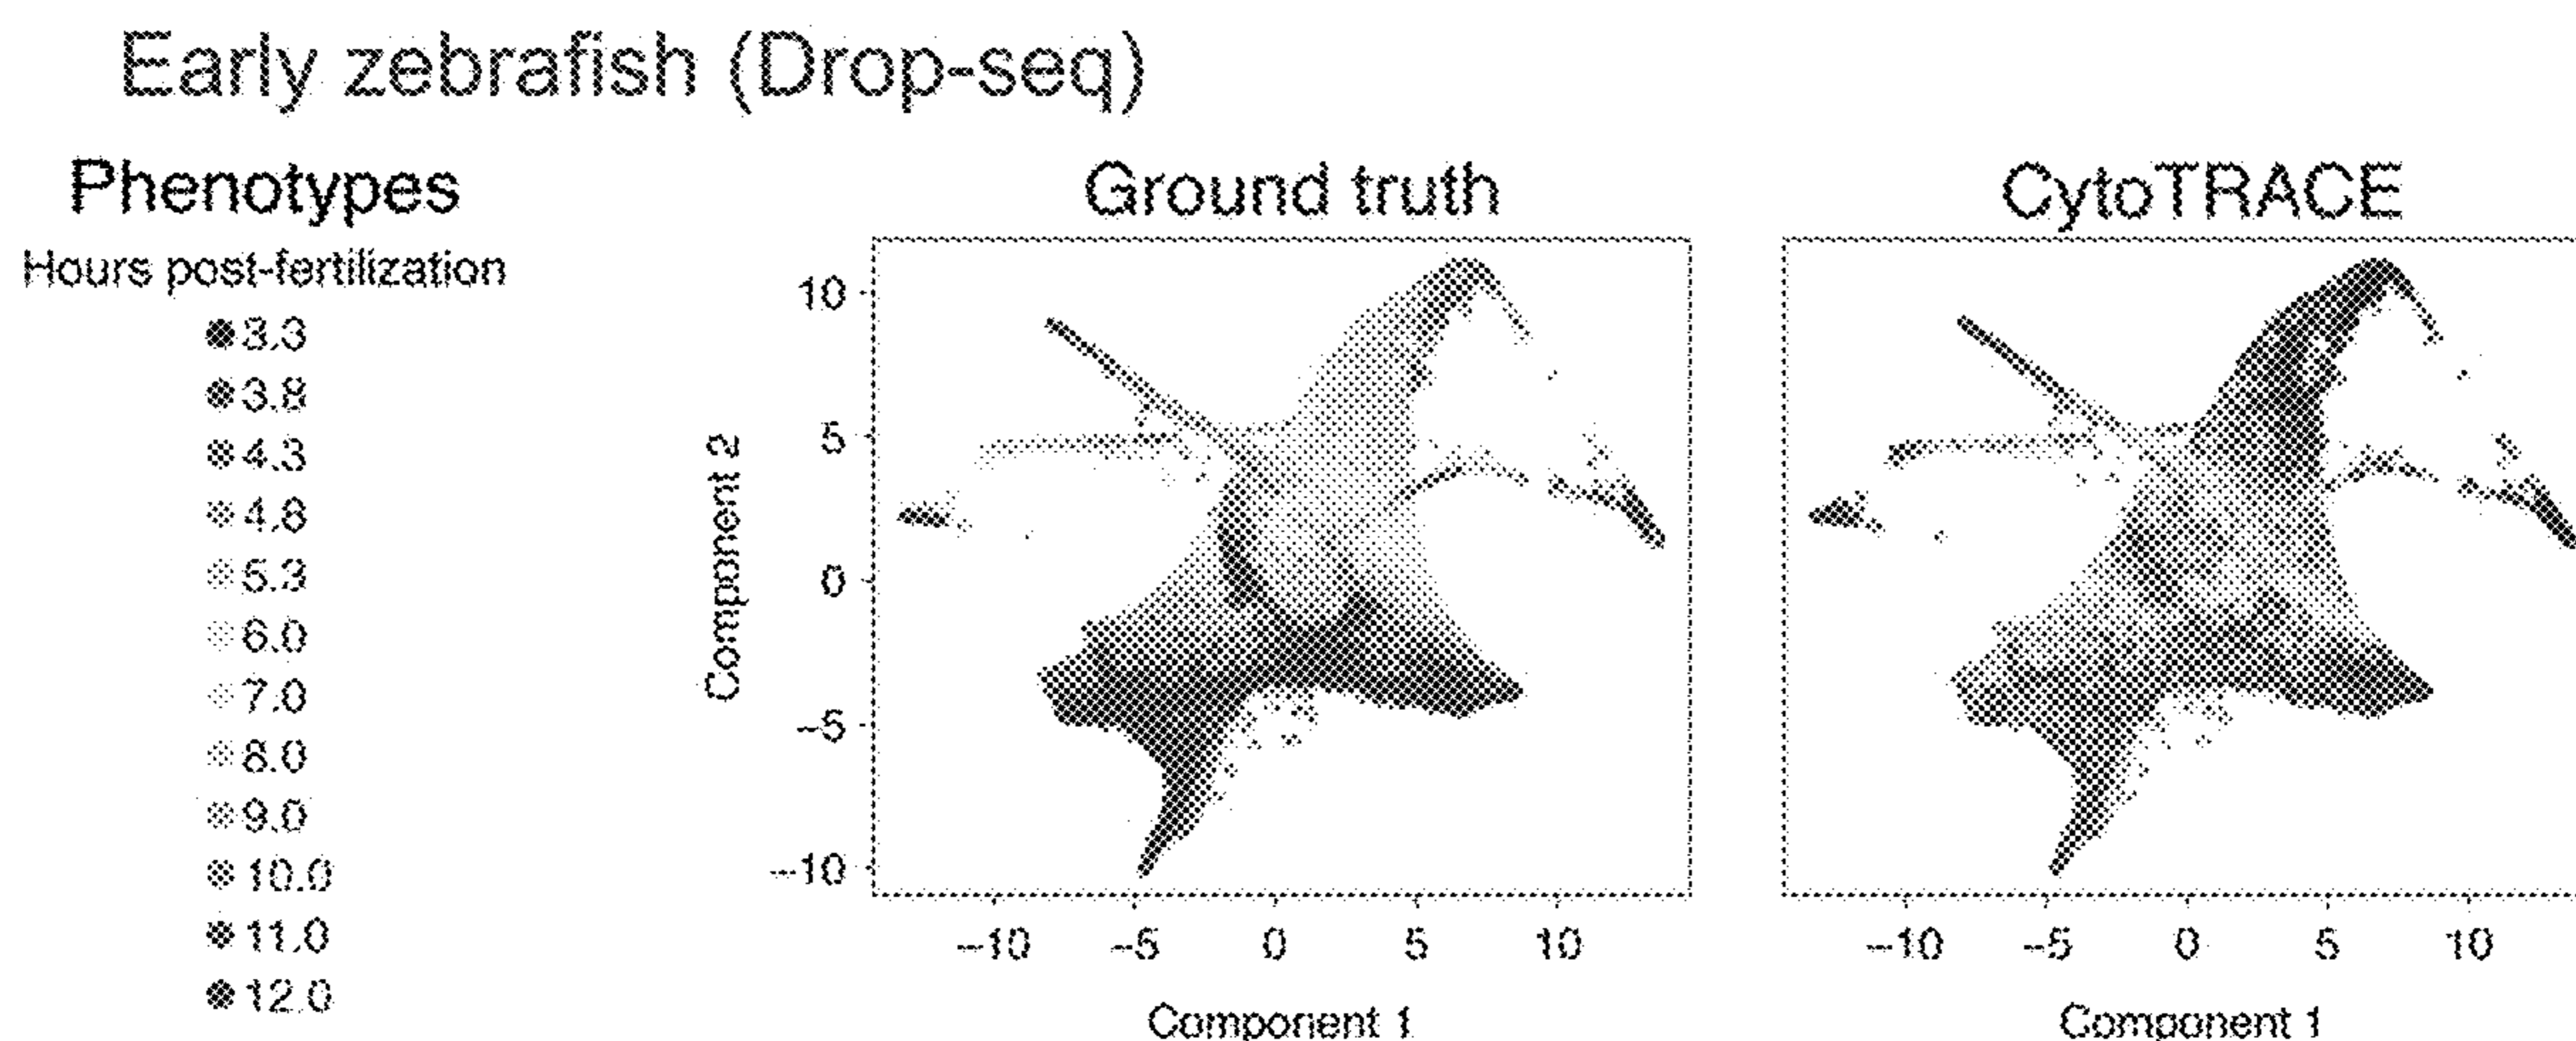 Early zebrafish (Drop-seq)
Phenotypes
Hours post-fertilization
3.3
3.8
4.3
4.8
5.3
6.0
7.0
8.0
9.0
10.0
11.0
12.0
Ground truth
Component 2
10
5
0
-5
-10
-10 -5 0 5 10
Component 1
CytoTRACE
-10 -5 0 5 10
Component 1